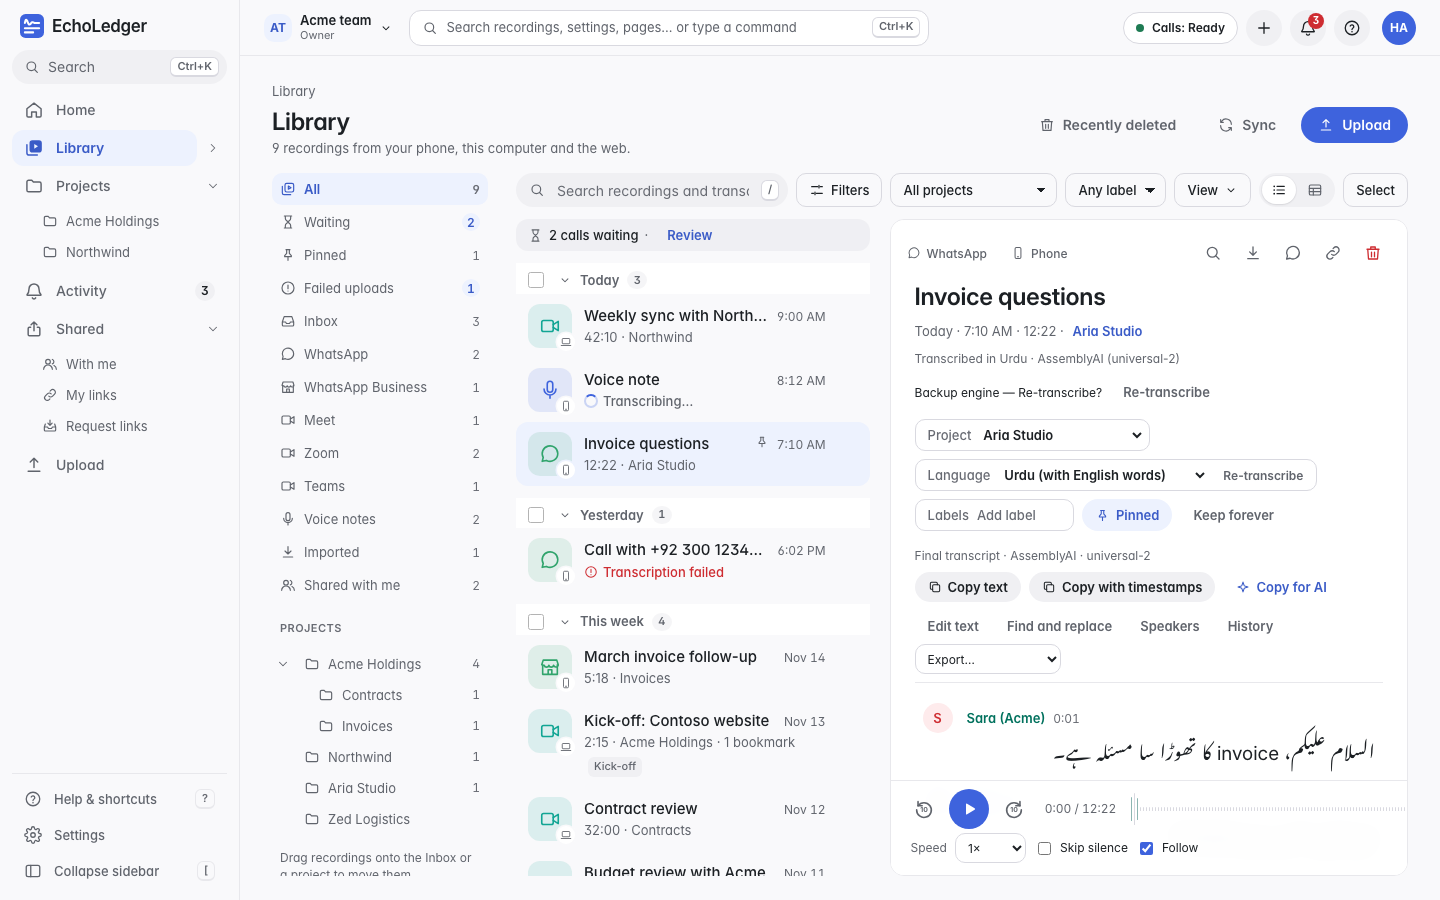 EchoLedger
Search Ctrl+K
Home
Library
Projects
Acme Holdings
Northwind
Activity 3
Shared
With me
My links
Request links
Upload
Help & shortcuts ?
Settings
Collapse sidebar [
AT Acme team
Owner
Search recordings, settings, pages... or type a command Ctrl+K
Calls: Ready
3
HA
Library
Library
9 recordings from your phone, this computer and the web.
Recently deleted
Sync
Upload
All 9
Waiting 2
Pinned 1
Failed uploads 1
Inbox 3
WhatsApp 2
WhatsApp Business 1
Meet 1
Zoom 2
Teams 1
Voice notes 2
Imported 1
Shared with me 2
PROJECTS
Acme Holdings 4
Contracts 1
Invoices 1
Northwind 1
Aria Studio 1
Zed Logistics
Drag recordings onto the Inbox or
a project to move them
Search recordings and transc /
Filters
All projects
Any label
View
Select
2 calls waiting · Review
Today 3
Weekly sync with North... 9:00 AM
42:10 · Northwind
Voice note 8:12 AM
Transcribing...
Invoice questions 7:10 AM
12:22 · Aria Studio
Yesterday 1
Call with +92 300 1234... 6:02 PM
Transcription failed
This week 4
March invoice follow-up Nov 14
5:18 · Invoices
Kick-off: Contoso website Nov 13
2:15 · Acme Holdings · 1 bookmark
Kick-off
Contract review Nov 12
32:00 · Contracts
Budget review with Acme Nov 11
WhatsApp Phone
Invoice questions
Today · 7:10 AM · 12:22 · Aria Studio
Transcribed in Urdu · AssemblyAI (universal-2)
Backup engine — Re-transcribe? Re-transcribe
Project Aria Studio
Language Urdu (with English words) Re-transcribe
Labels Add label
Pinned
Keep forever
Final transcript · AssemblyAI · universal-2
Copy text
Copy with timestamps
Copy for AI
Edit text
Find and replace
Speakers
History
Export...
S Sara (Acme) 0:01
السلام علیکم، invoice کا تھوڑا سا مسئلہ ہے۔
10
10
0:00 / 12:22
Speed 1×
Skip silence
Follow